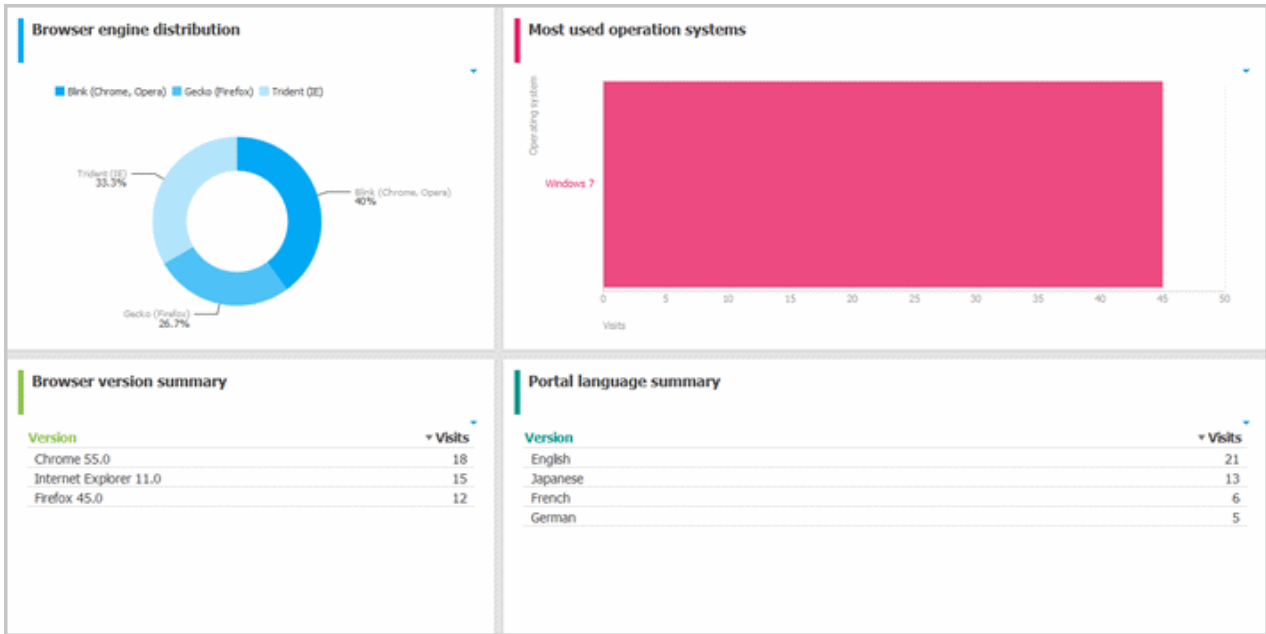 Browser engine distribution
Blink (Chrome, Opera) Gecko (Firefox) Trident (IE)
Trident (IE)
33.3%
Blink (Chrome, Opera)
40%
Gecko (Firefox)
26.7%
Most used operation systems
Operating system
Windows 7
0 5 10 15 20 25 30 35 40 45 50
Visits
Browser version summary
Version Visits
Chrome 55.0 18
Internet Explorer 11.0 15
Firefox 45.0 12
Portal language summary
Version Visits
English 21
Japanese 13
French 6
German 5